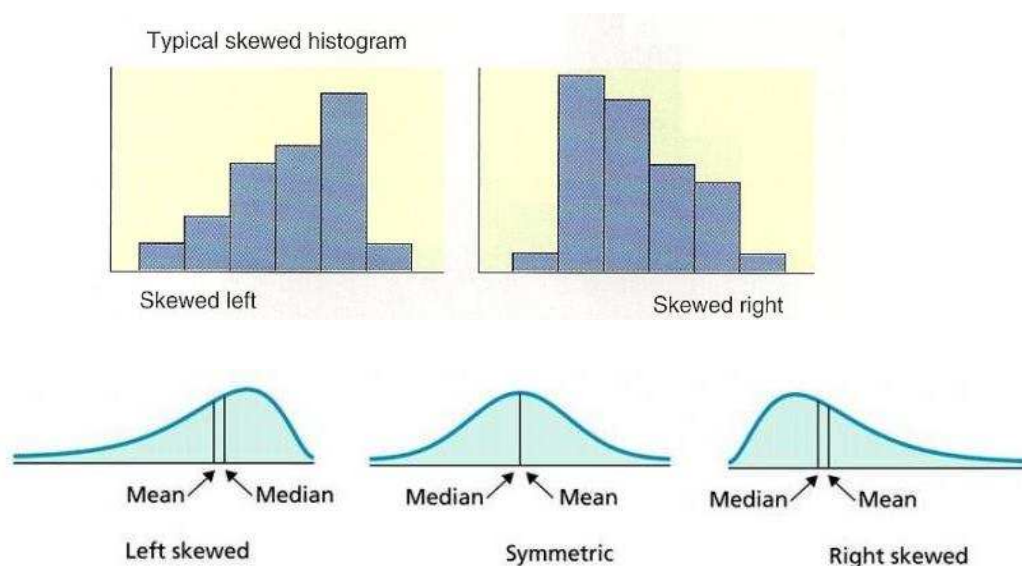 Typical skewed histogram
Skewed left
Skewed right
Mean Median
Median Mean
Median Mean
Left skewed
Symmetric
Right skewed